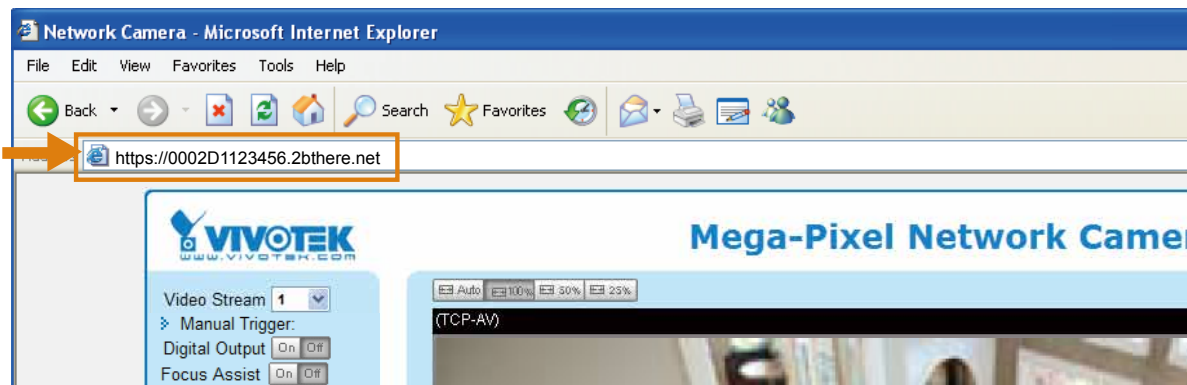 Network Camera - Microsoft Internet Explorer
File Edit View Favorites Tools Help
Back Search Favorites
https://0002D1123456.2bthere.net
VIVOTEK
www.vivotek.com
Mega-Pixel Network Came
Video Stream 1
Manual Trigger:
Digital Output On Off
Focus Assist On Off
Auto 100% 50% 25%
(TCP-AV)